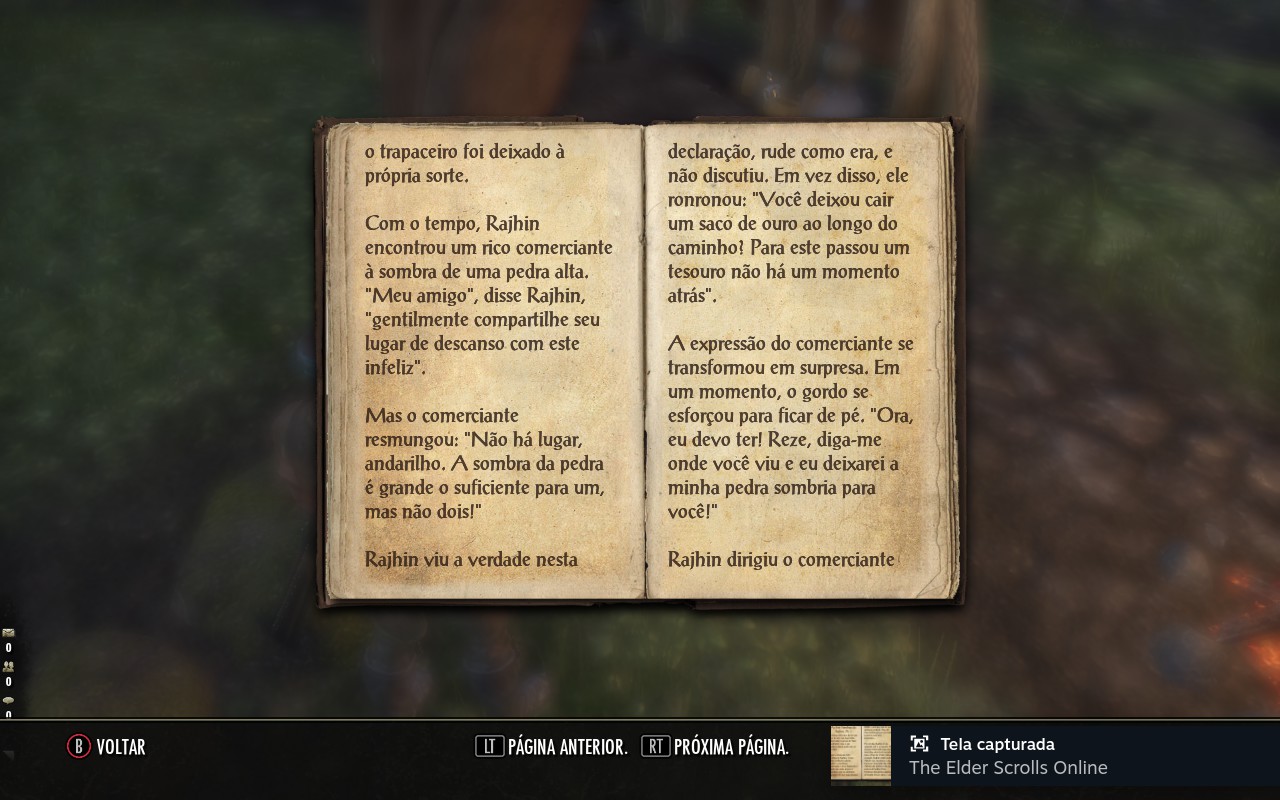 o trapaceiro foi deixado à
própria sorte.
Com o tempo, Rajhin
encontrou um rico comerciante
à sombra de uma pedra alta.
"Meu amigo", disse Rajhin,
"gentilmente compartilhe seu
lugar de descanso com este
infeliz".
Mas o comerciante
resmungou: "Não há lugar,
andarilho. A sombra da pedra
é grande o suficiente para um,
mas não dois!"
Rajhin viu a verdade nesta
declaração, rude como era, e
não discutiu. Em vez disso, ele
ronronou: "Você deixou cair
um saco de ouro ao longo do
caminho? Para este passou um
tesouro não há um momento
atrás".
A expressão do comerciante se
transformou em surpresa. Em
um momento, o gordo se
esforçou para ficar de pé. "Ora,
eu devo ter! Reze, diga-me
onde você viu e eu deixarei a
minha pedra sombria para
você!"
Rajhin dirigiu o comerciante
0
0
0
B VOLTAR
LT PÁGINA ANTERIOR.
RT PRÓXIMA PÁGINA.
Tela capturada
The Elder Scrolls Online